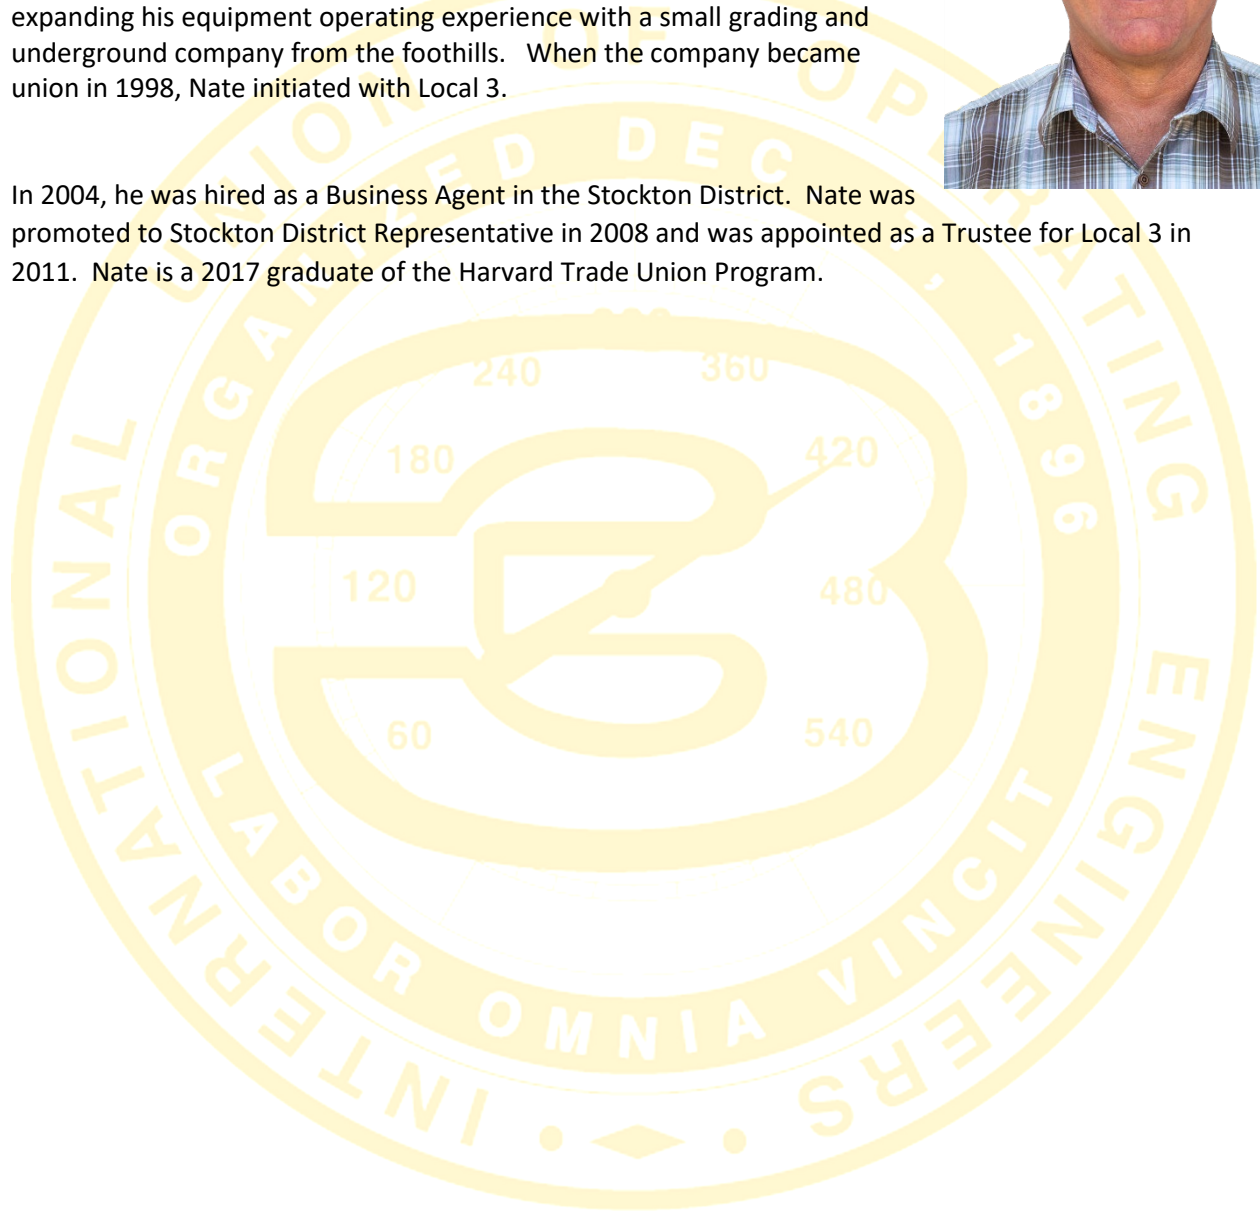 expanding his equipment operating experience with a small grading and
underground company from the foothills.   When the company became
union in 1998, Nate initiated with Local 3.
In 2004, he was hired as a Business Agent in the Stockton District.  Nate was
promoted to Stockton District Representative in 2008 and was appointed as a Trustee for Local 3 in
2011.  Nate is a 2017 graduate of the Harvard Trade Union Program.
INTERNATIONAL UNION OF OPERATING ENGINEERS
ORGANIZED DEC 7, 1896
LABOR OMNIA VINCIT
240 360
180 420
120 480
60 540
3